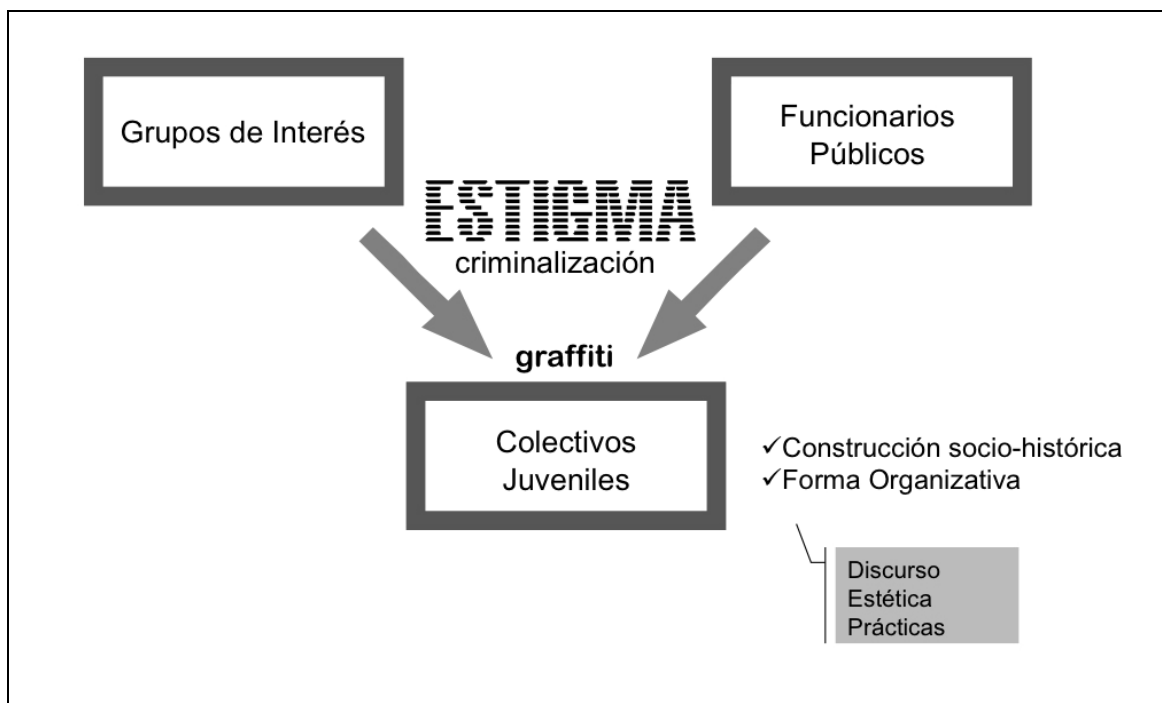 Grupos de Interés
Funcionarios
Públicos
ESTIGMA
criminalización
graffiti
Colectivos
Juveniles
✓Construcción socio-histórica
✓Forma Organizativa
Discurso
Estética
Prácticas